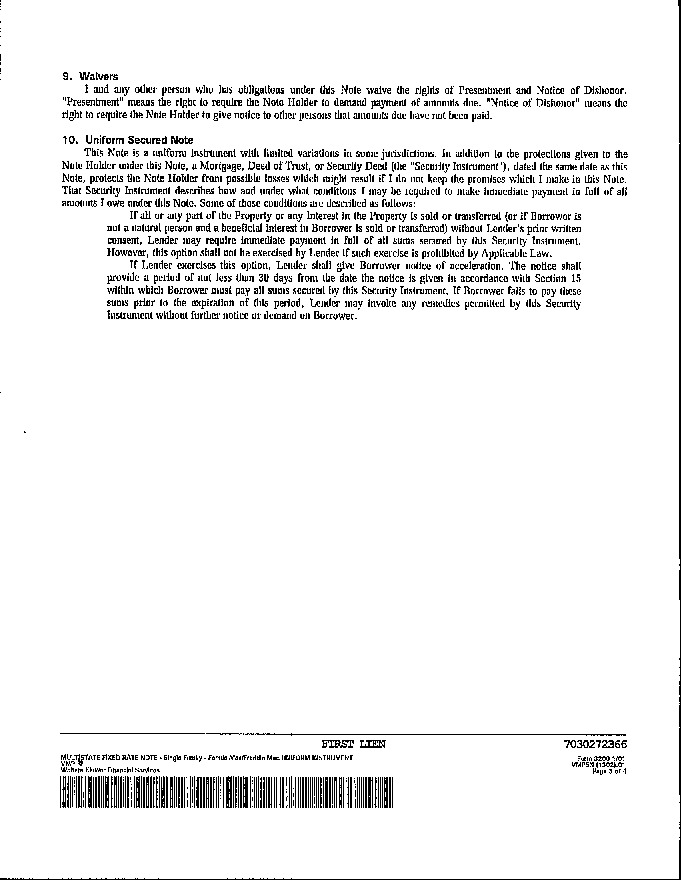 9. Waivers
I and any other person who has obligations under this Note waive the rights of Presentment and Notice of Dishonor.
"Presentment" means the right to require the Note Holder to demand payment of amounts due. "Notice of Dishonor" means the
right to require the Note Holder to give notice to other persons that amounts due have not been paid.
10. Uniform Secured Note
This Note is a uniform instrument with limited variations in some jurisdictions. In addition to the protections given to the
Note Holder under this Note, a Mortgage, Deed of Trust, or Security Deed (the "Security Instrument"), dated the same date as this
Note, protects the Note Holder from possible losses which might result if I do not keep the promises which I make in this Note.
That Security Instrument describes how and under what conditions I may be required to make immediate payment in full of all
amounts I owe under this Note. Some of those conditions are described as follows:
If all or any part of the Property or any Interest in the Property is sold or transferred (or if Borrower is
not a natural person and a beneficial interest in Borrower is sold or transferred) without Lender's prior written
consent, Lender may require immediate payment in full of all sums secured by this Security Instrument.
However, this option shall not be exercised by Lender if such exercise is prohibited by Applicable Law.
If Lender exercises this option, Lender shall give Borrower notice of acceleration. The notice shall
provide a period of not less than 30 days from the date the notice is given in accordance with Section 15
within which Borrower must pay all sums secured by this Security Instrument. If Borrower fails to pay these
sums prior to the expiration of this period, Lender may invoke any remedies permitted by this Security
Instrument without further notice or demand on Borrower.
FIRST LIEN 7030272366
MULTISTATE FIXED RATE NOTE - Single Family - Fannie Mae/Freddie Mac UNIFORM INSTRUMENT Form 3200 1/01
VMP ®
Wolters Kluwer Financial Services Page 3 of 4